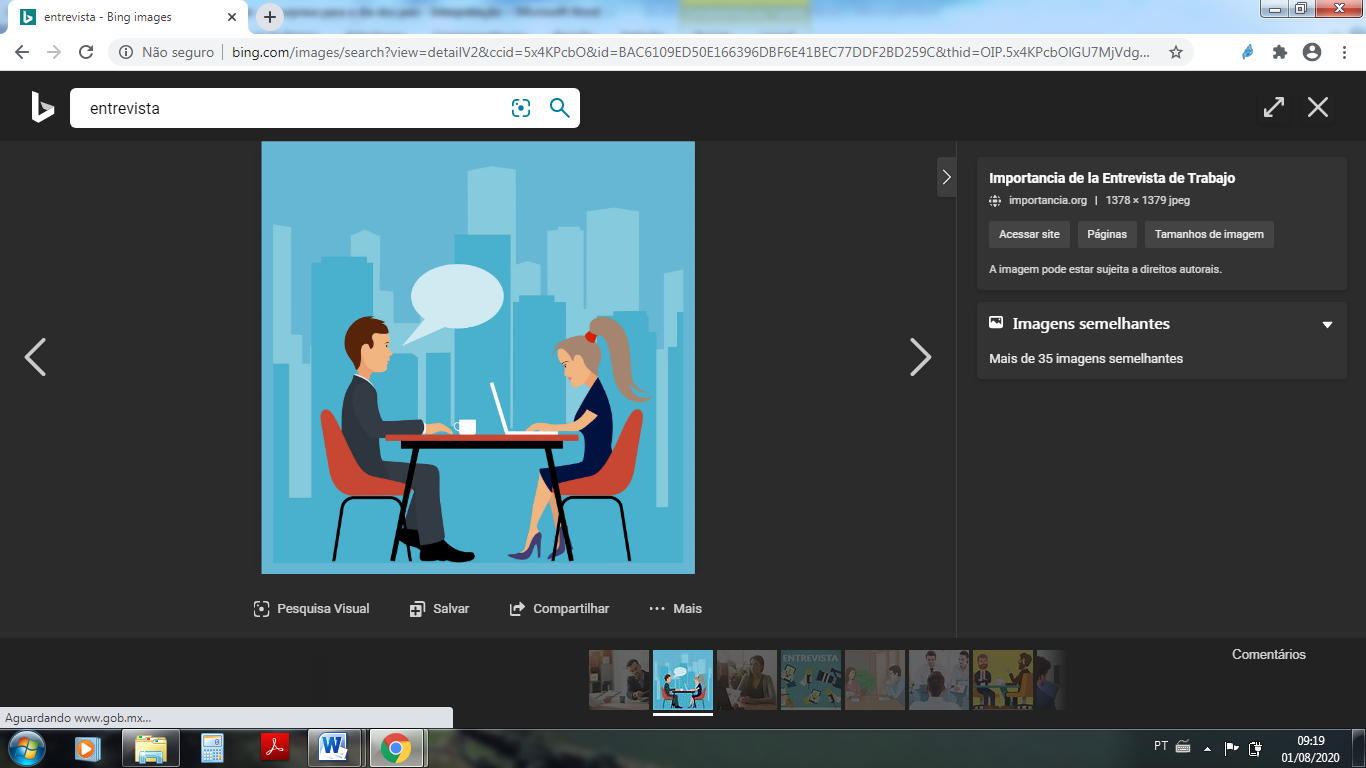 entrevista - Bing images
Não seguro
bing.com/images/search?view=detailV2&ccid=5x4KPcbO&id=BAC6109ED50E166396DBF6E41BEC77DDF2BD259C&thid=OIP.5x4KPcbOlGU7MjVdg...
entrevista
Importancia de la Entrevista de Trabajo
importancia.org | 1378 × 1379 jpeg
Acessar site Páginas Tamanhos de imagem
A imagem pode estar sujeita a direitos autorais.
Imagens semelhantes
Mais de 35 imagens semelhantes
Pesquisa Visual Salvar Compartilhar Mais
ENTREVISTA
Comentários
Aguardando www.gob.mx...
PT
09:19
01/08/2020